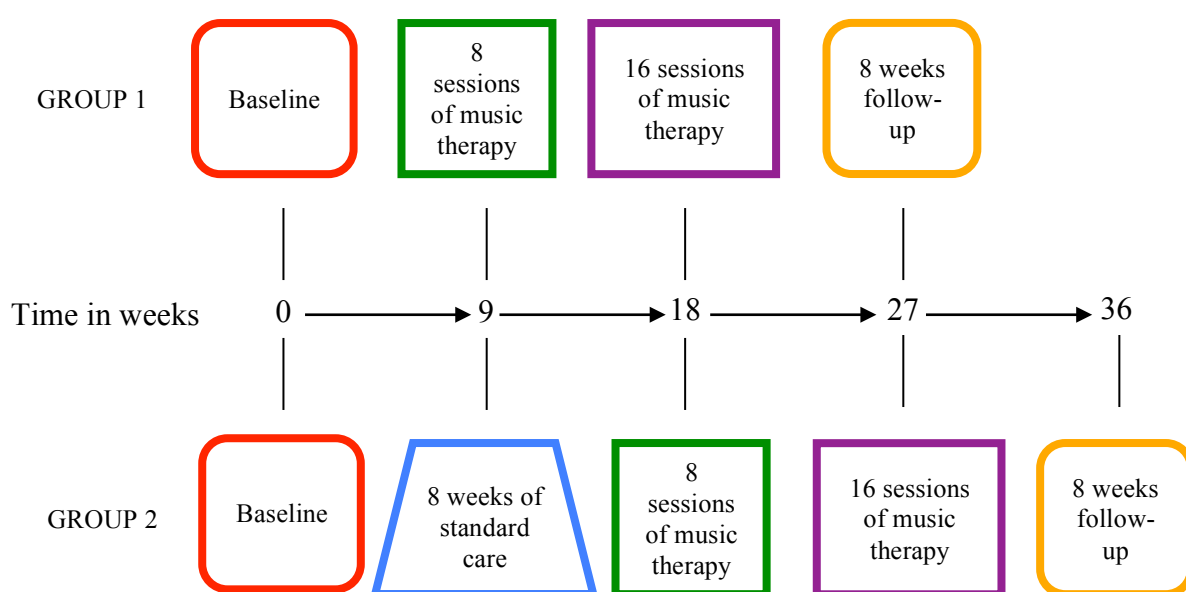 GROUP 1
Baseline
8
sessions
of music
therapy
16 sessions
of music
therapy
8 weeks
follow-
up
Time in weeks
0
9
18
27
36
GROUP 2
Baseline
8 weeks of
standard
care
8
sessions
of music
therapy
16 sessions
of music
therapy
8 weeks
follow-
up